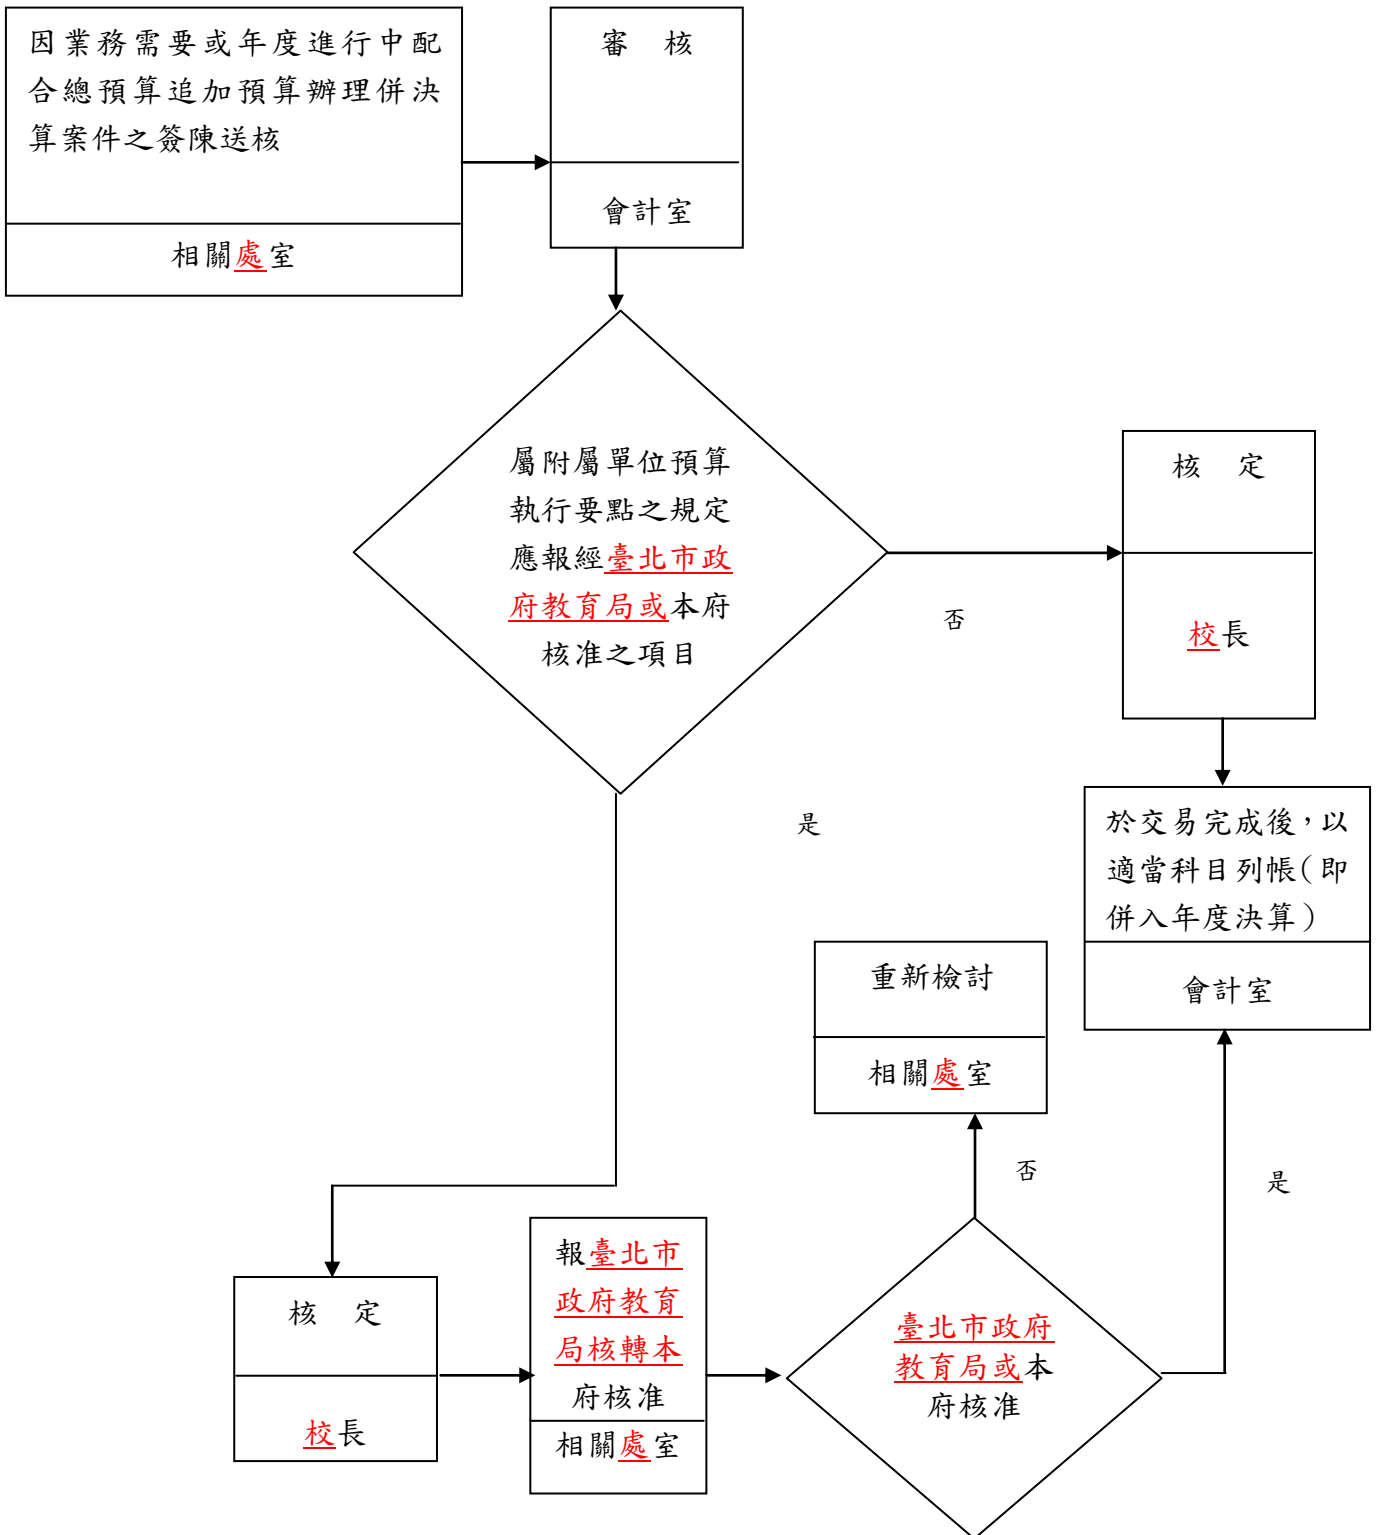 因業務需要或年度進行中配
合總預算追加預算辦理併決
算案件之簽陳送核
相關處室
審　核
會計室
屬附屬單位預算
執行要點之規定
應報經臺北市政
府教育局或本府
核准之項目
否
核　定
校長
是
於交易完成後，以
適當科目列帳（即
併入年度決算）
會計室
重新檢討
相關處室
否
是
核　定
校長
報臺北市
政府教育
局核轉本
府核准
相關處室
臺北市政府
教育局或本
府核准